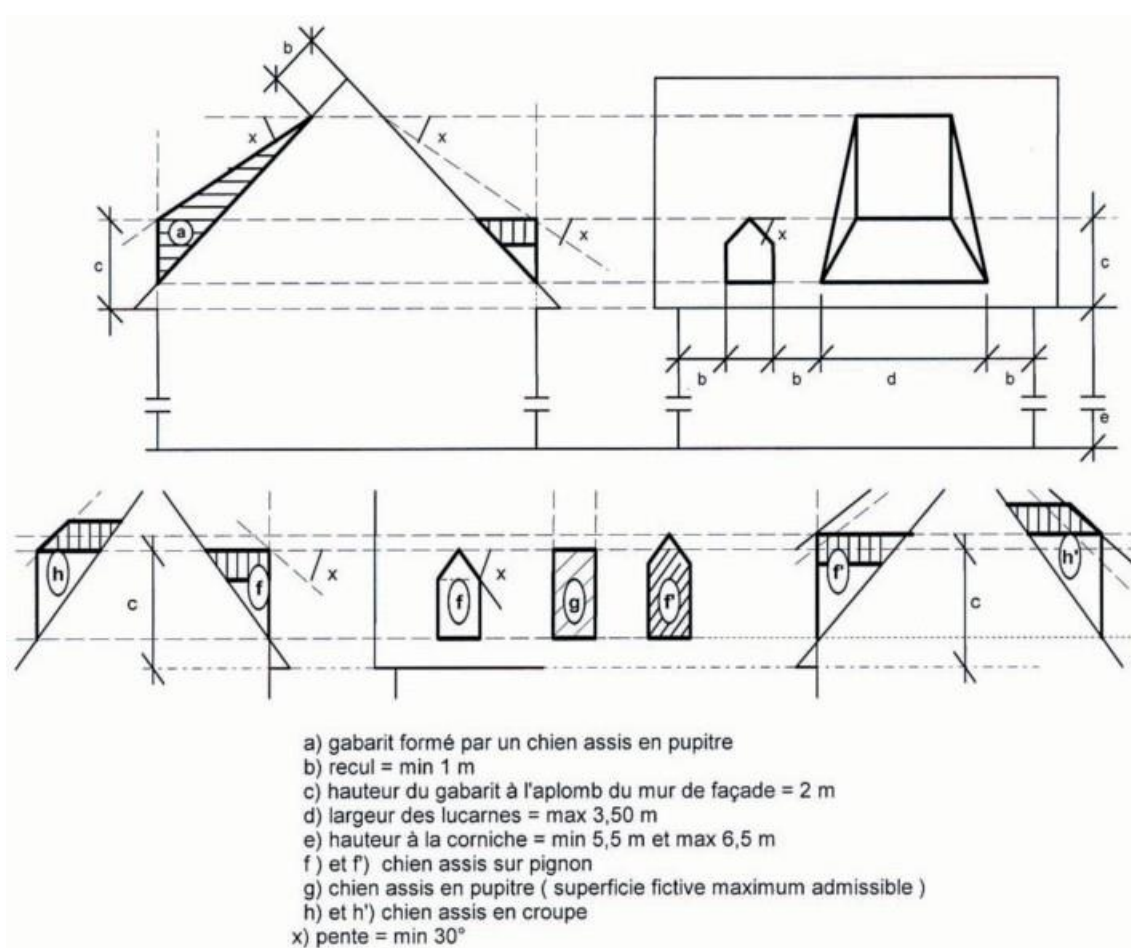 b
x
x
a
x
x
c
c
b
b
d
b
e
h
f
x
c
f
x
g
f'
f'
c
h'
a) gabarit formé par un chien assis en pupitre
b) recul = min 1 m
c) hauteur du gabarit à l'aplomb du mur de façade = 2 m
d) largeur des lucarnes = max 3,50 m
e) hauteur à la corniche = min 5,5 m et max 6,5 m
f ) et f') chien assis sur pignon
g) chien assis en pupitre ( superficie fictive maximum admissible )
h) et h') chien assis en croupe
x) pente = min 30°